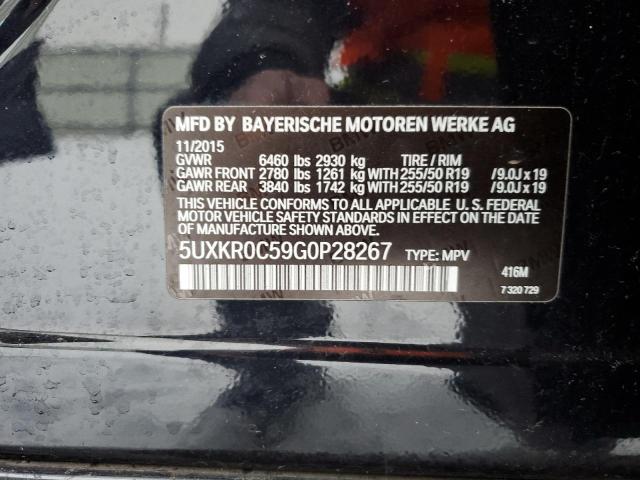 MFD BY BAYERISCHE MOTOREN WERKE AG
11/2015
GVWR 6460 lbs 2930 kg TIRE / RIM
GAWR FRONT 2780 lbs 1261 kg WITH 255/50 R19 /9.0J x 19
GAWR REAR 3840 lbs 1742 kg WITH 255/50 R19 /9.0J x 19
THIS VEHICLE CONFORMS TO ALL APPLICABLE U. S. FEDERAL
MOTOR VEHICLE SAFETY STANDARDS IN EFFECT ON THE DATE OF
MANUFACTURE SHOWN ABOVE.
5UXKR0C59G0P28267 TYPE: MPV
416M
7 320 729